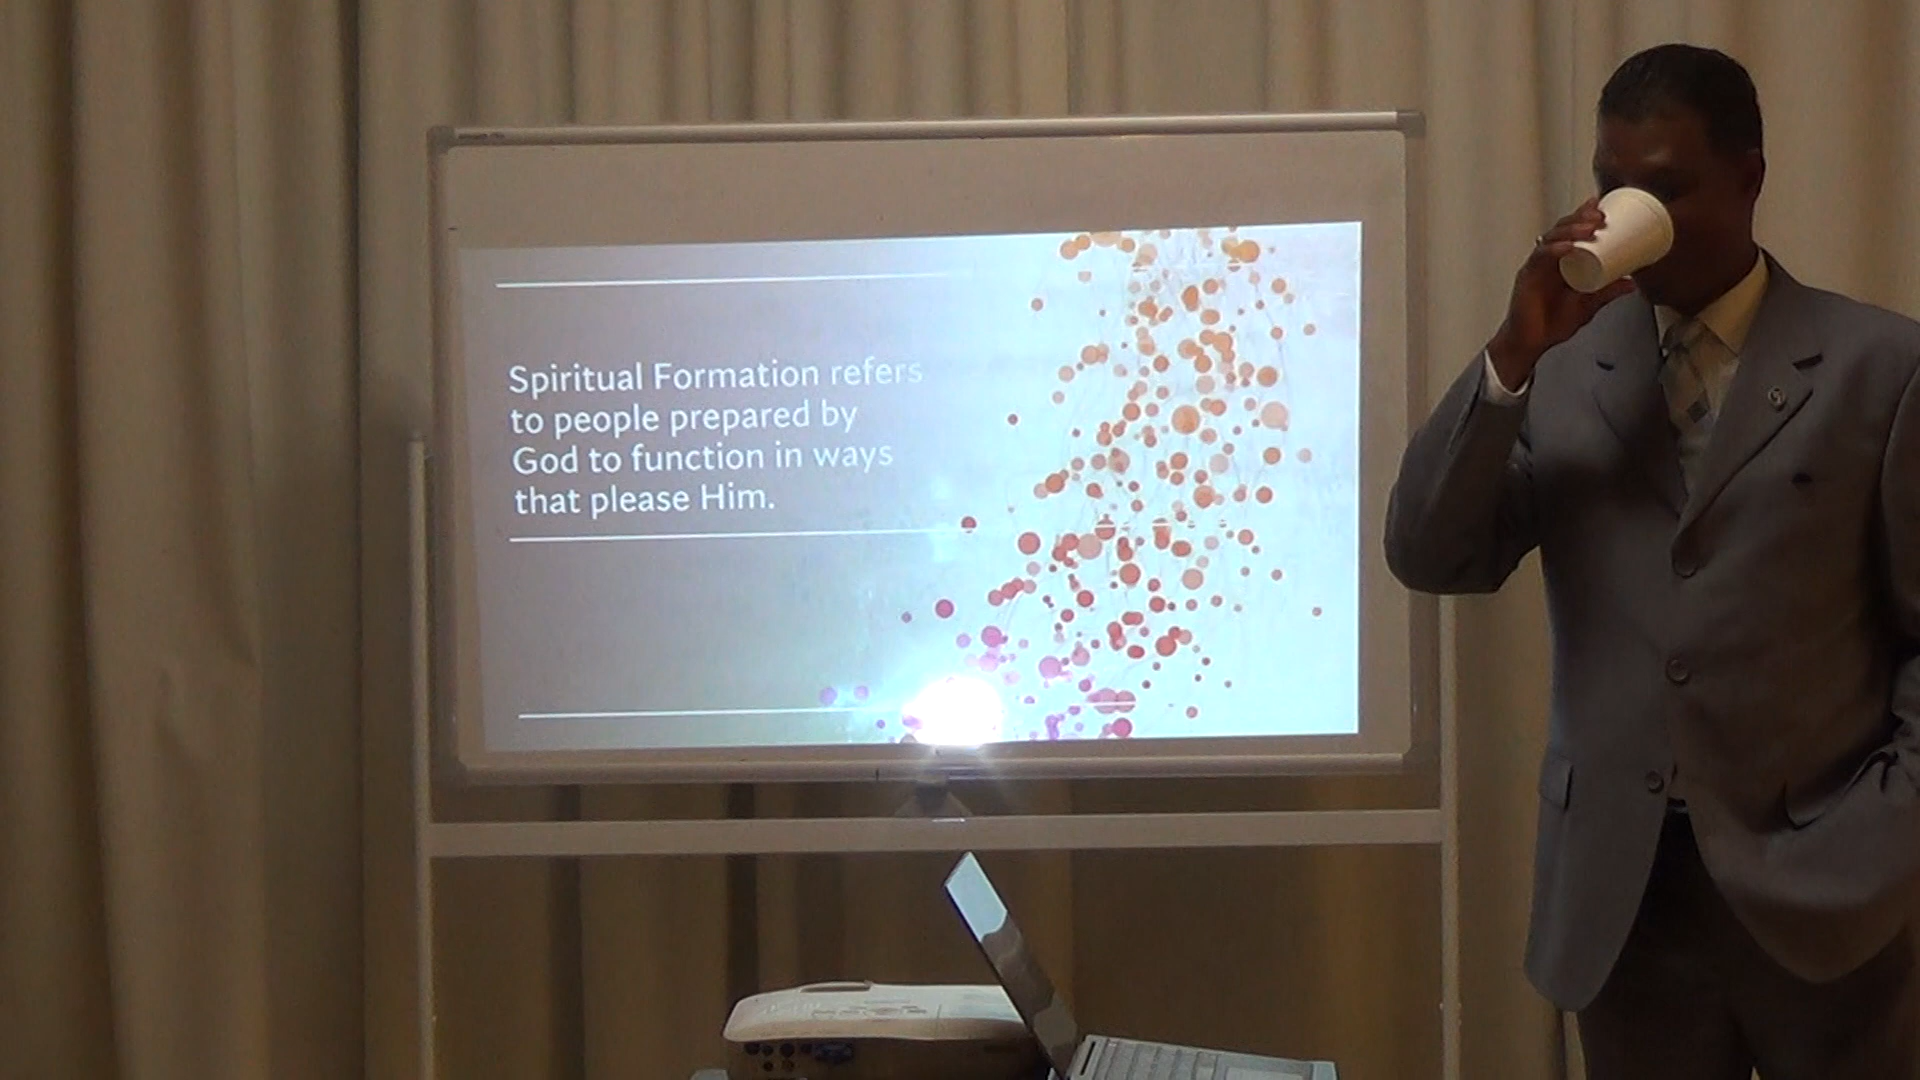 Spiritual Formation refers
to people prepared by
God to function in ways
that please Him.